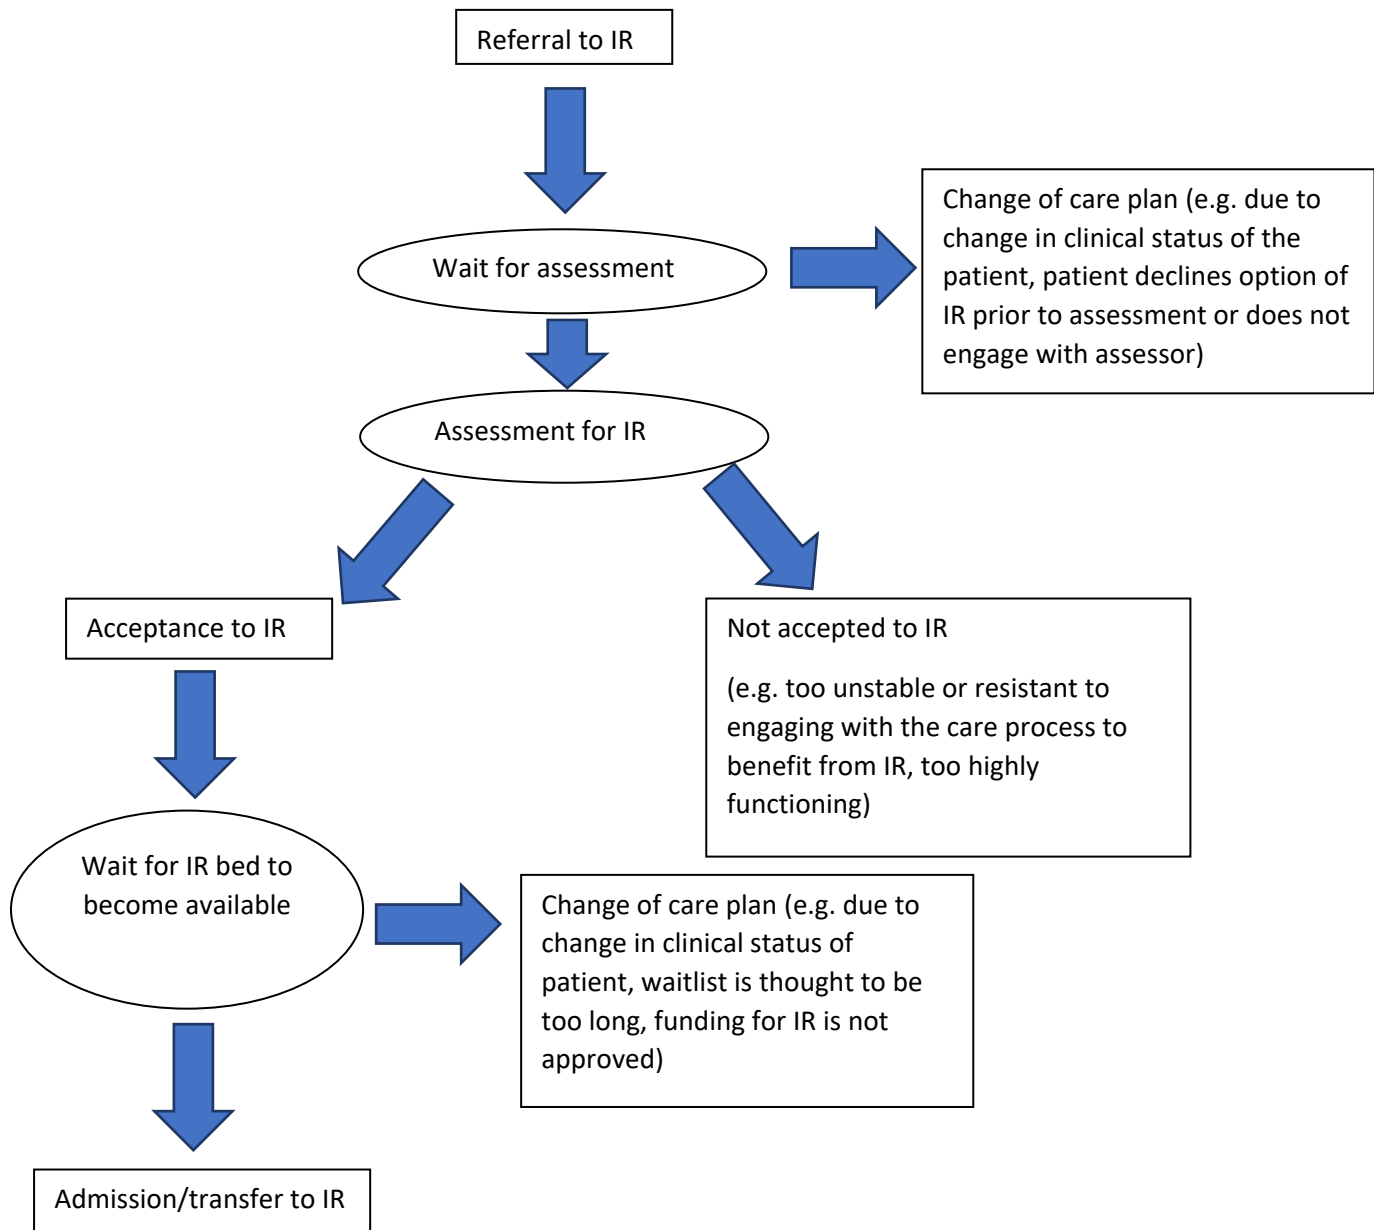 Referral to IR
Wait for assessment
Change of care plan (e.g. due to
change in clinical status of the
patient, patient declines option of
IR prior to assessment or does not
engage with assessor)
Assessment for IR
Acceptance to IR
Not accepted to IR
(e.g. too unstable or resistant to
engaging with the care process to
benefit from IR, too highly
functioning)
Wait for IR bed to
become available
Change of care plan (e.g. due to
change in clinical status of
patient, waitlist is thought to be
too long, funding for IR is not
approved)
Admission/transfer to IR